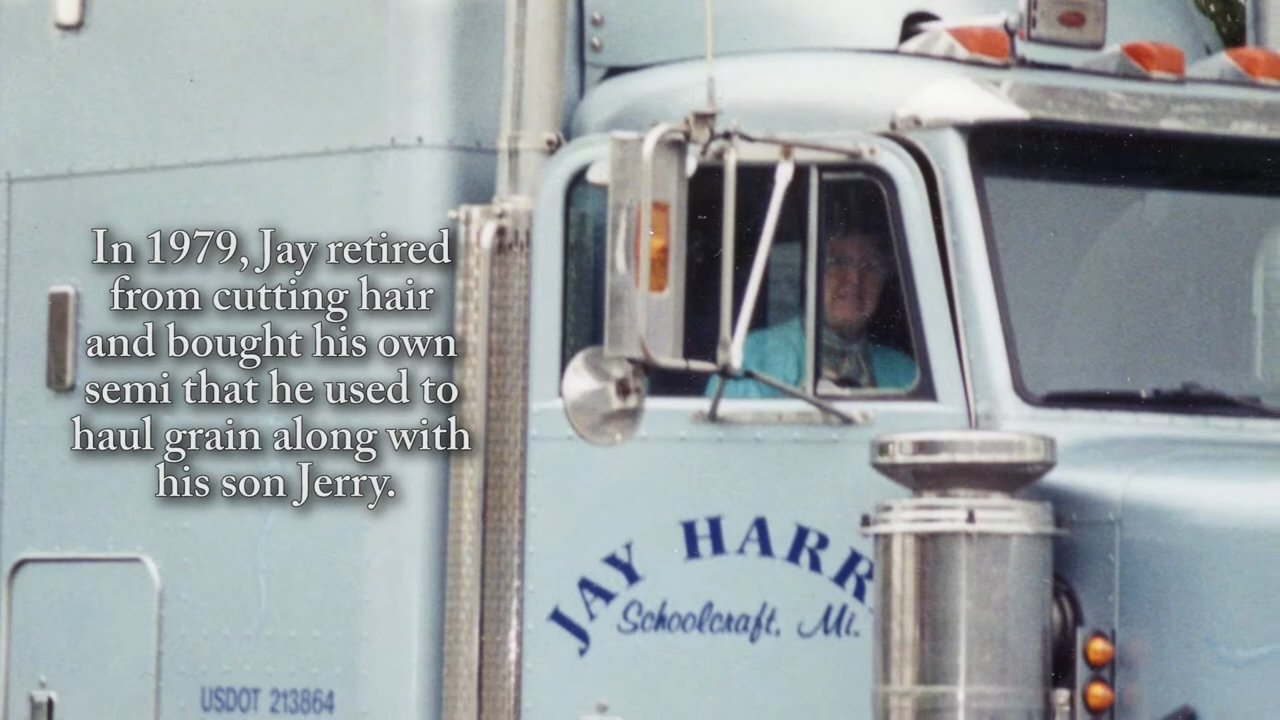 In 1979, Jay retired
from cutting hair
and bought his own
semi that he used to
haul grain along with
his son Jerry.
JAY HARR
Schoolcraft, Mi.
USDOT 213864